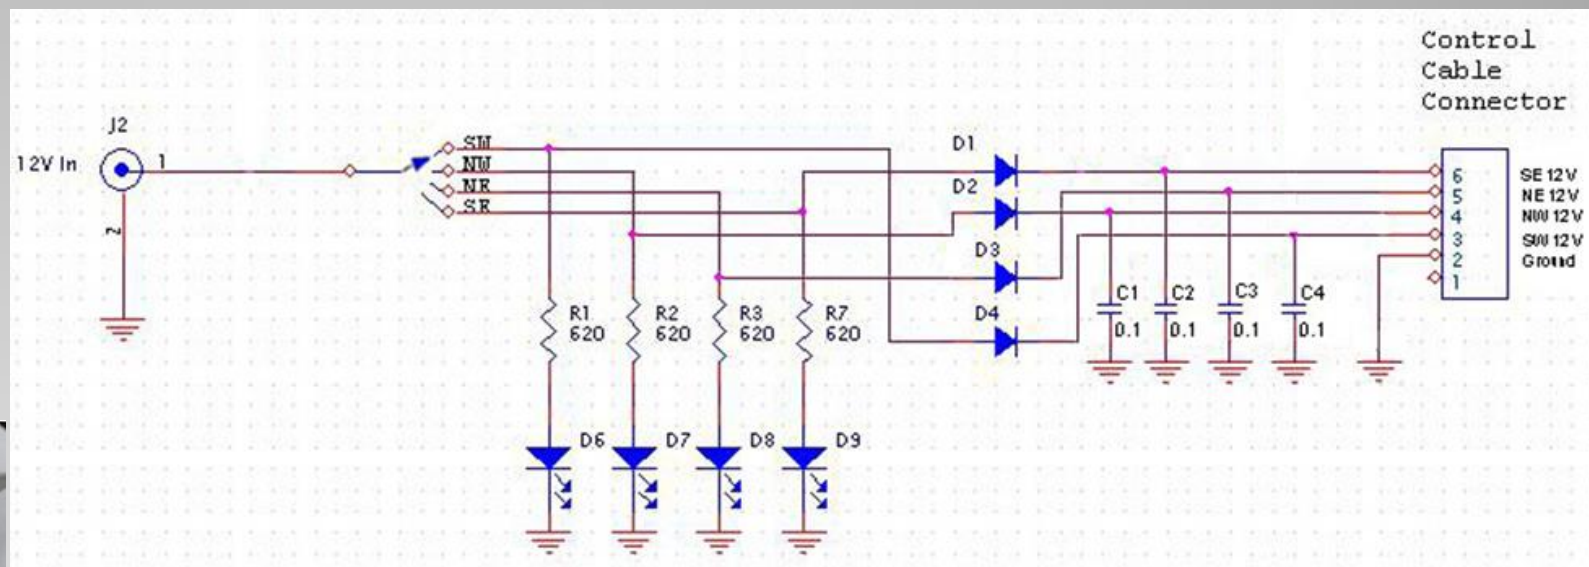 Control
Cable
Connector
J2
12V In
1
2
SW
NW
NE
SE
D1
D2
D3
D4
6
5
4
3
2
1
SE 12V
NE 12V
NW 12V
SW 12V
Ground
R1
620
R2
620
R3
620
R7
620
C1
0.1
C2
0.1
C3
0.1
C4
0.1
D6
D7
D8
D9